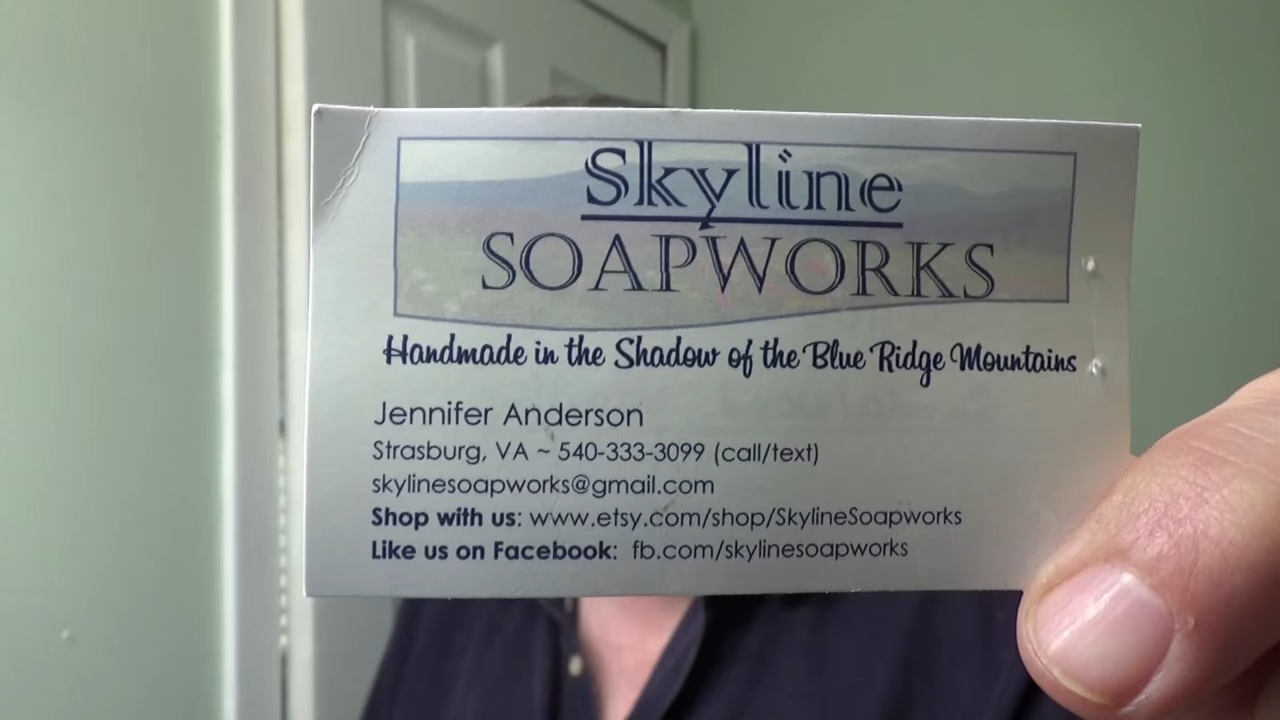 Skyline
SOAPWORKS
Handmade in the Shadow of the Blue Ridge Mountains
Jennifer Anderson
Strasburg, VA ~ 540-333-3099 (call/text)
skylinesoapworks@gmail.com
Shop with us: www.etsy.com/shop/SkylineSoapworks
Like us on Facebook: fb.com/skylinesoapworks